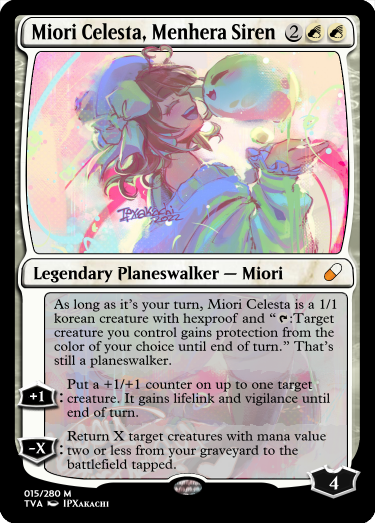 Miori Celesta, Menhera Siren 2
IPXakachi
2022
Legendary Planeswalker — Miori
As long as it's your turn, Miori Celesta is a 1/1
korean creature with hexproof and “ :Target
creature you control gains protection from the
color of your choice until end of turn.” That's
still a planeswalker.
+1 : Put a +1/+1 counter on up to one target
creature. It gains lifelink and vigilance until
end of turn.
-X : Return X target creatures with mana value
two or less from your graveyard to the
battlefield tapped.
4
015/280 M
TVA IPXakachi